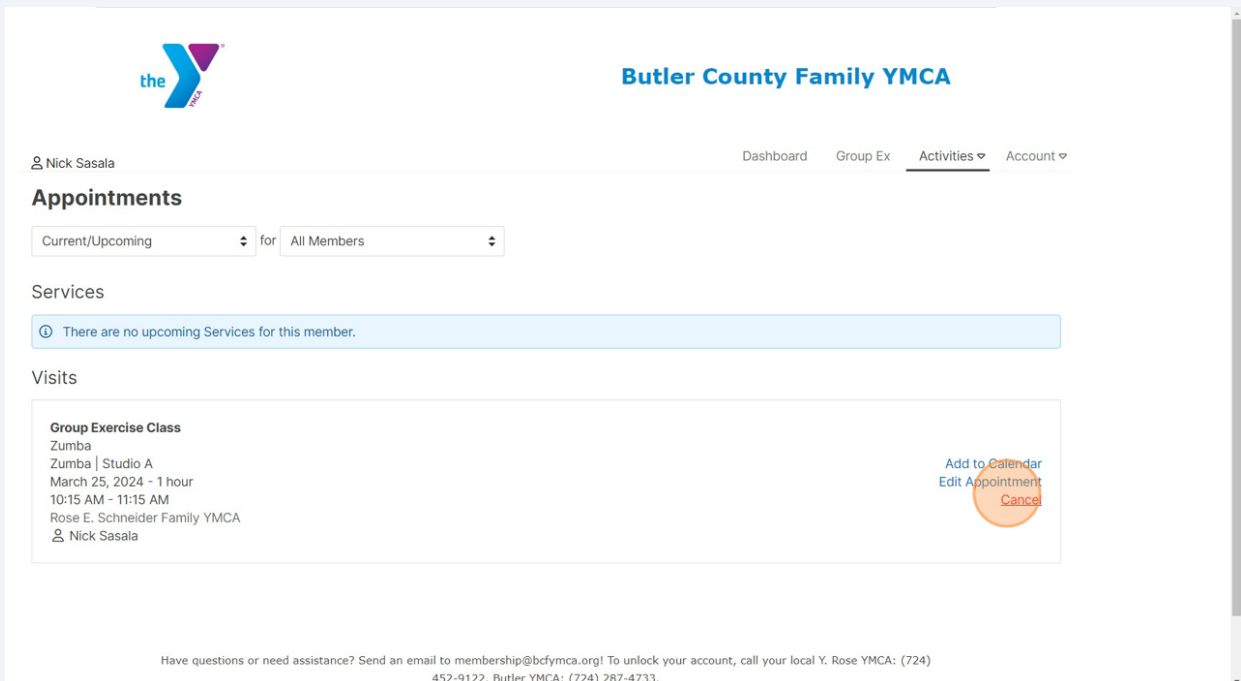 the
YMCA
Butler County Family YMCA
Nick Sasala
Dashboard Group Ex Activities Account
Appointments
Current/Upcoming for All Members
Services
There are no upcoming Services for this member.
Visits
Group Exercise Class
Zumba
Zumba | Studio A
March 25, 2024 - 1 hour
10:15 AM - 11:15 AM
Rose E. Schneider Family YMCA
Nick Sasala
Add to Calendar
Edit Appointment
Cancel
Have questions or need assistance? Send an email to membership@bcfymca.org! To unlock your account, call your local Y. Rose YMCA: (724)
452-9122, Butler YMCA: (724) 287-4733.